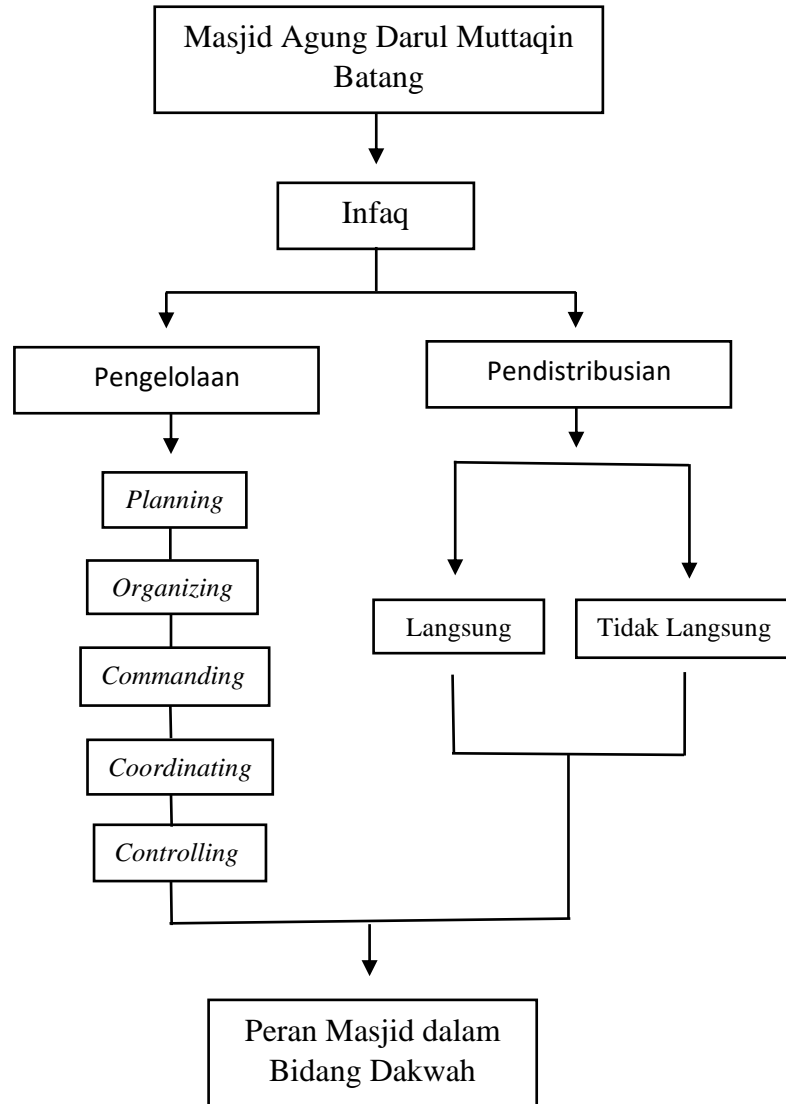 Masjid Agung Darul Muttaqin
Batang
Infaq
Pengelolaan
Pendistribusian
Planning
Organizing
Commanding
Coordinating
Controlling
Langsung
Tidak Langsung
Peran Masjid dalam
Bidang Dakwah